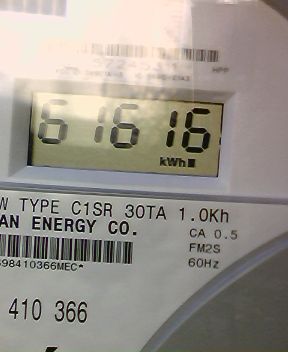 61616
kWh
W TYPE C1SR 30TA 1.0Kh
AN ENERGY CO.
CA 0.5
FM2S
60Hz
98410366MEC*
410 366